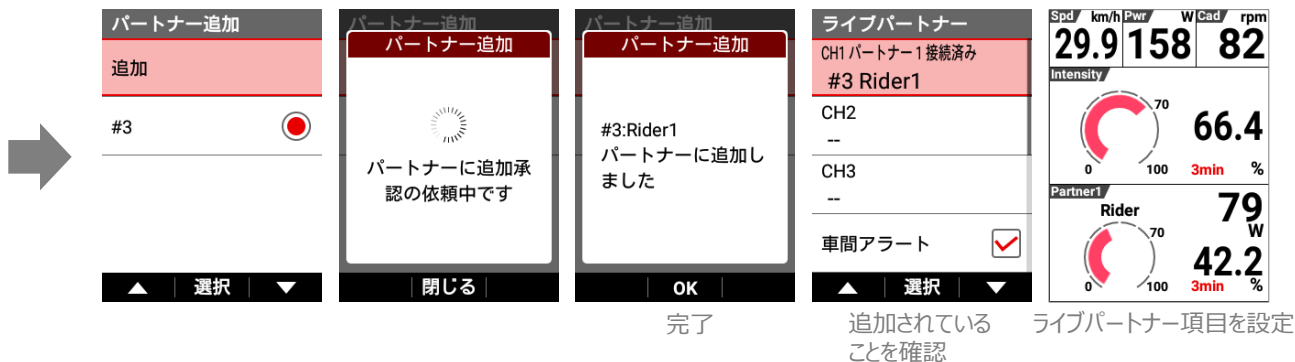 パートナー追加
追加
#3
選択
パートナー追加
パートナー追加
パートナーに追加承
認の依頼中です
閉じる
パートナー追加
パートナー追加
#3:Rider1
パートナーに追加し
ました
OK
完了
ライブパートナー
CH1 パートナー 1 接続済み
#3 Rider1
CH2
--
CH3
--
車間アラート
選択
追加されている
ことを確認
Spd km/h Pwr W Cad rpm
29.9 158 82
Intensity
70
66.4
0 100 3min %
Partner1
Rider 79
W
70
42.2
0 100 3min %
ライブパートナー項目を設定